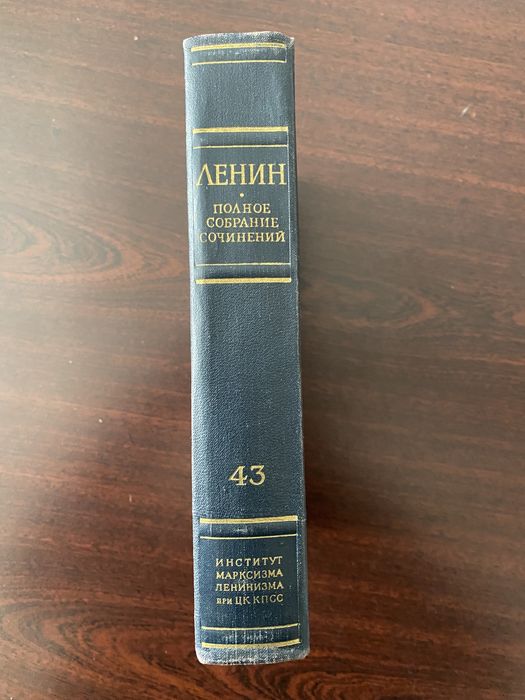 ЛЕНИН
•
ПОЛНОЕ
СОБРАНИЕ
СОЧИНЕНИЙ
43
ИНСТИТУТ
МАРКСИЗМА
ЛЕНИНИЗМА
ПРИ ЦК КПСС